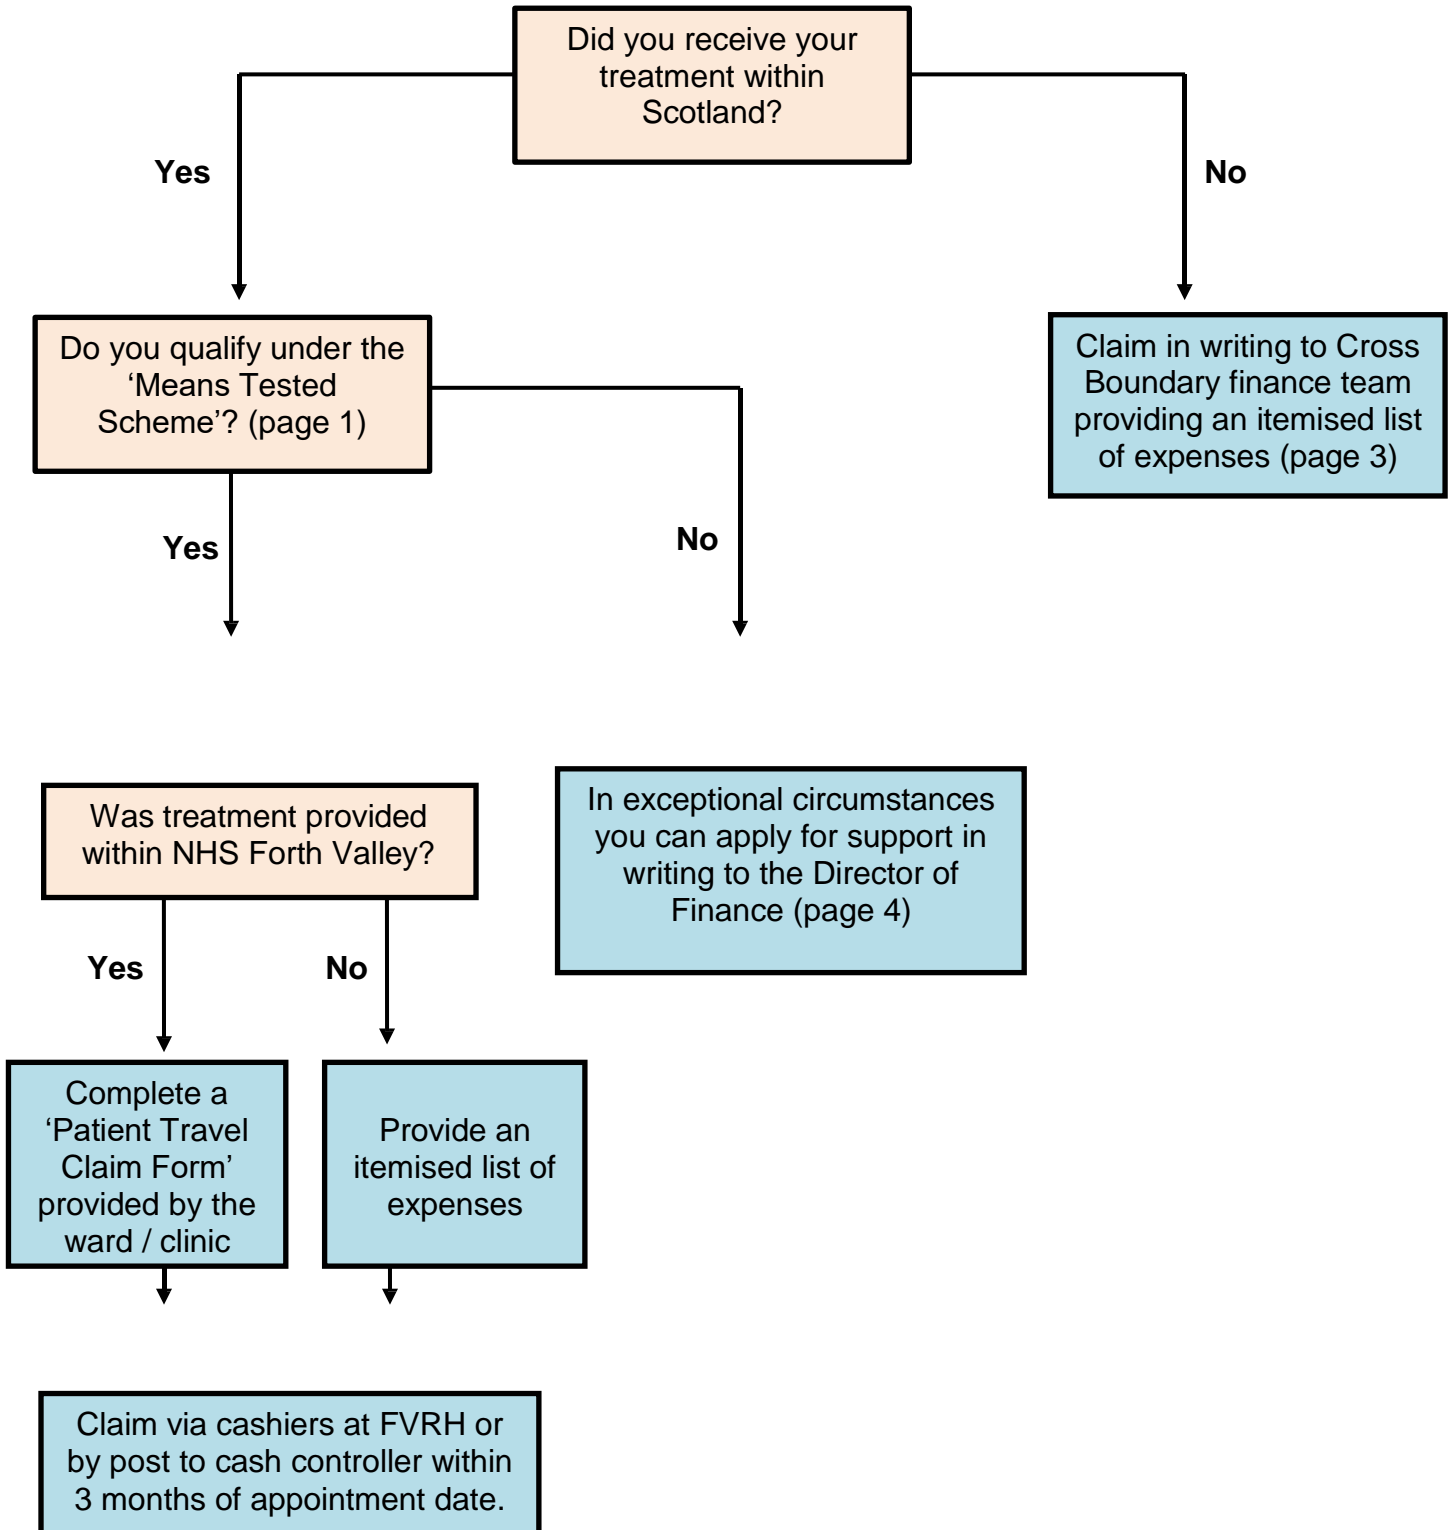 Did you receive your
treatment within
Scotland?
Yes
No
Do you qualify under the
‘Means Tested
Scheme’? (page 1)
Claim in writing to Cross
Boundary finance team
providing an itemised list
of expenses (page 3)
Yes
No
Was treatment provided
within NHS Forth Valley?
In exceptional circumstances
you can apply for support in
writing to the Director of
Finance (page 4)
Yes
No
Complete a
‘Patient Travel
Claim Form’
provided by the
ward / clinic
Provide an
itemised list of
expenses
Claim via cashiers at FVRH or
by post to cash controller within
3 months of appointment date.